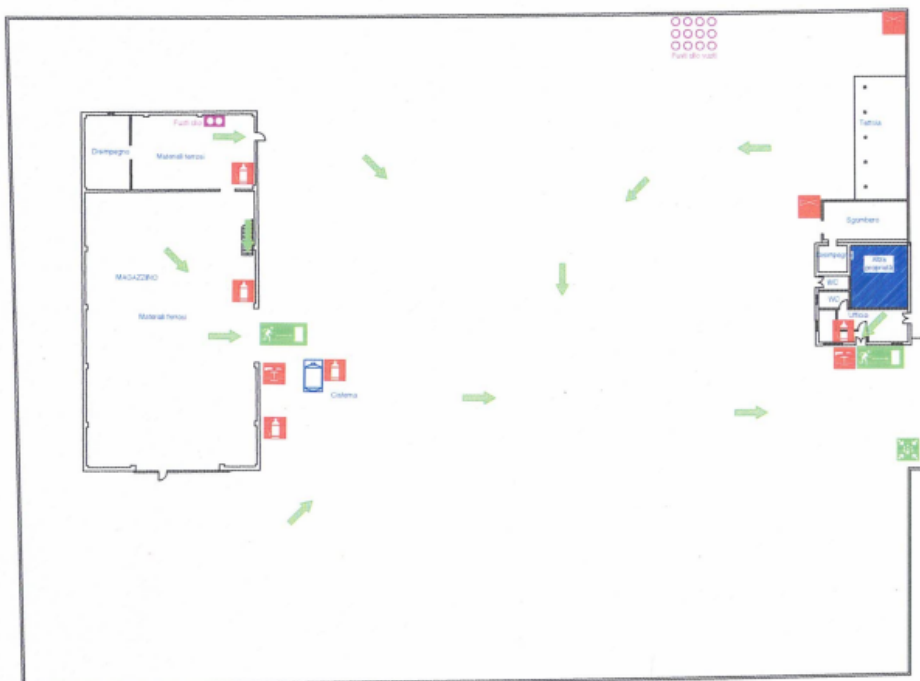 Fusti olio vuoti
Fusti olio
Disimpegno
Materiali ferrosi
Tettoia
Sgombero
Disimpegno
Altra
proprietà
WC
WC
Ufficio
MAGAZZINO
Materiali ferrosi
Cisterna